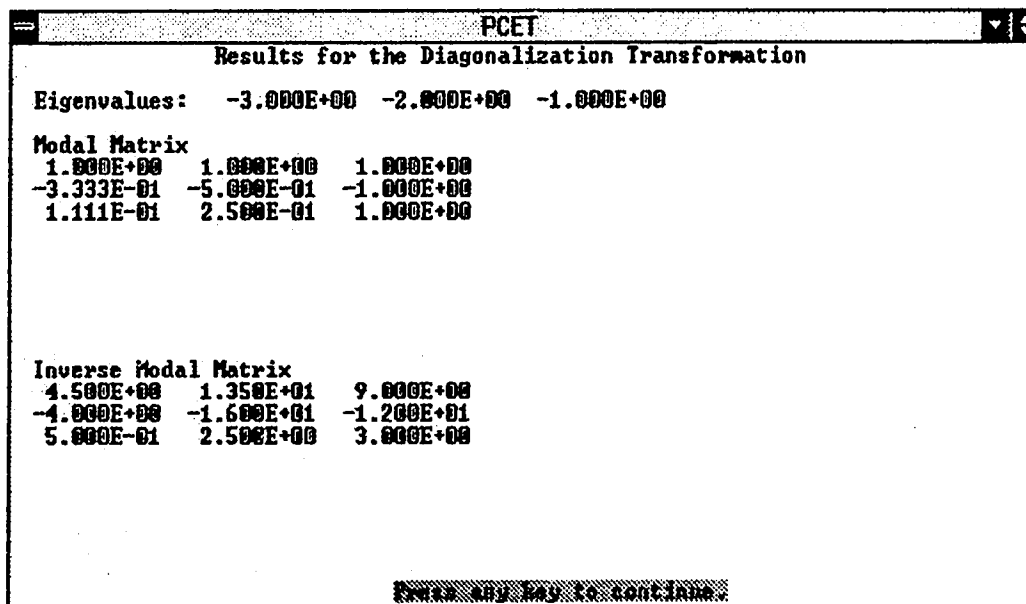 PCET
Results for the Diagonalization Transformation
Eigenvalues: -3.000E+00 -2.000E+00 -1.000E+00
Modal Matrix
1.000E+00 1.000E+00 1.000E+00
-3.333E-01 -5.000E-01 -1.000E+00
1.111E-01 2.500E-01 1.000E+00
Inverse Modal Matrix
4.500E+00 1.350E+01 9.000E+00
-4.000E+00 -1.600E+01 -1.200E+01
5.000E-01 2.500E+00 3.000E+00
Press any key to continue.